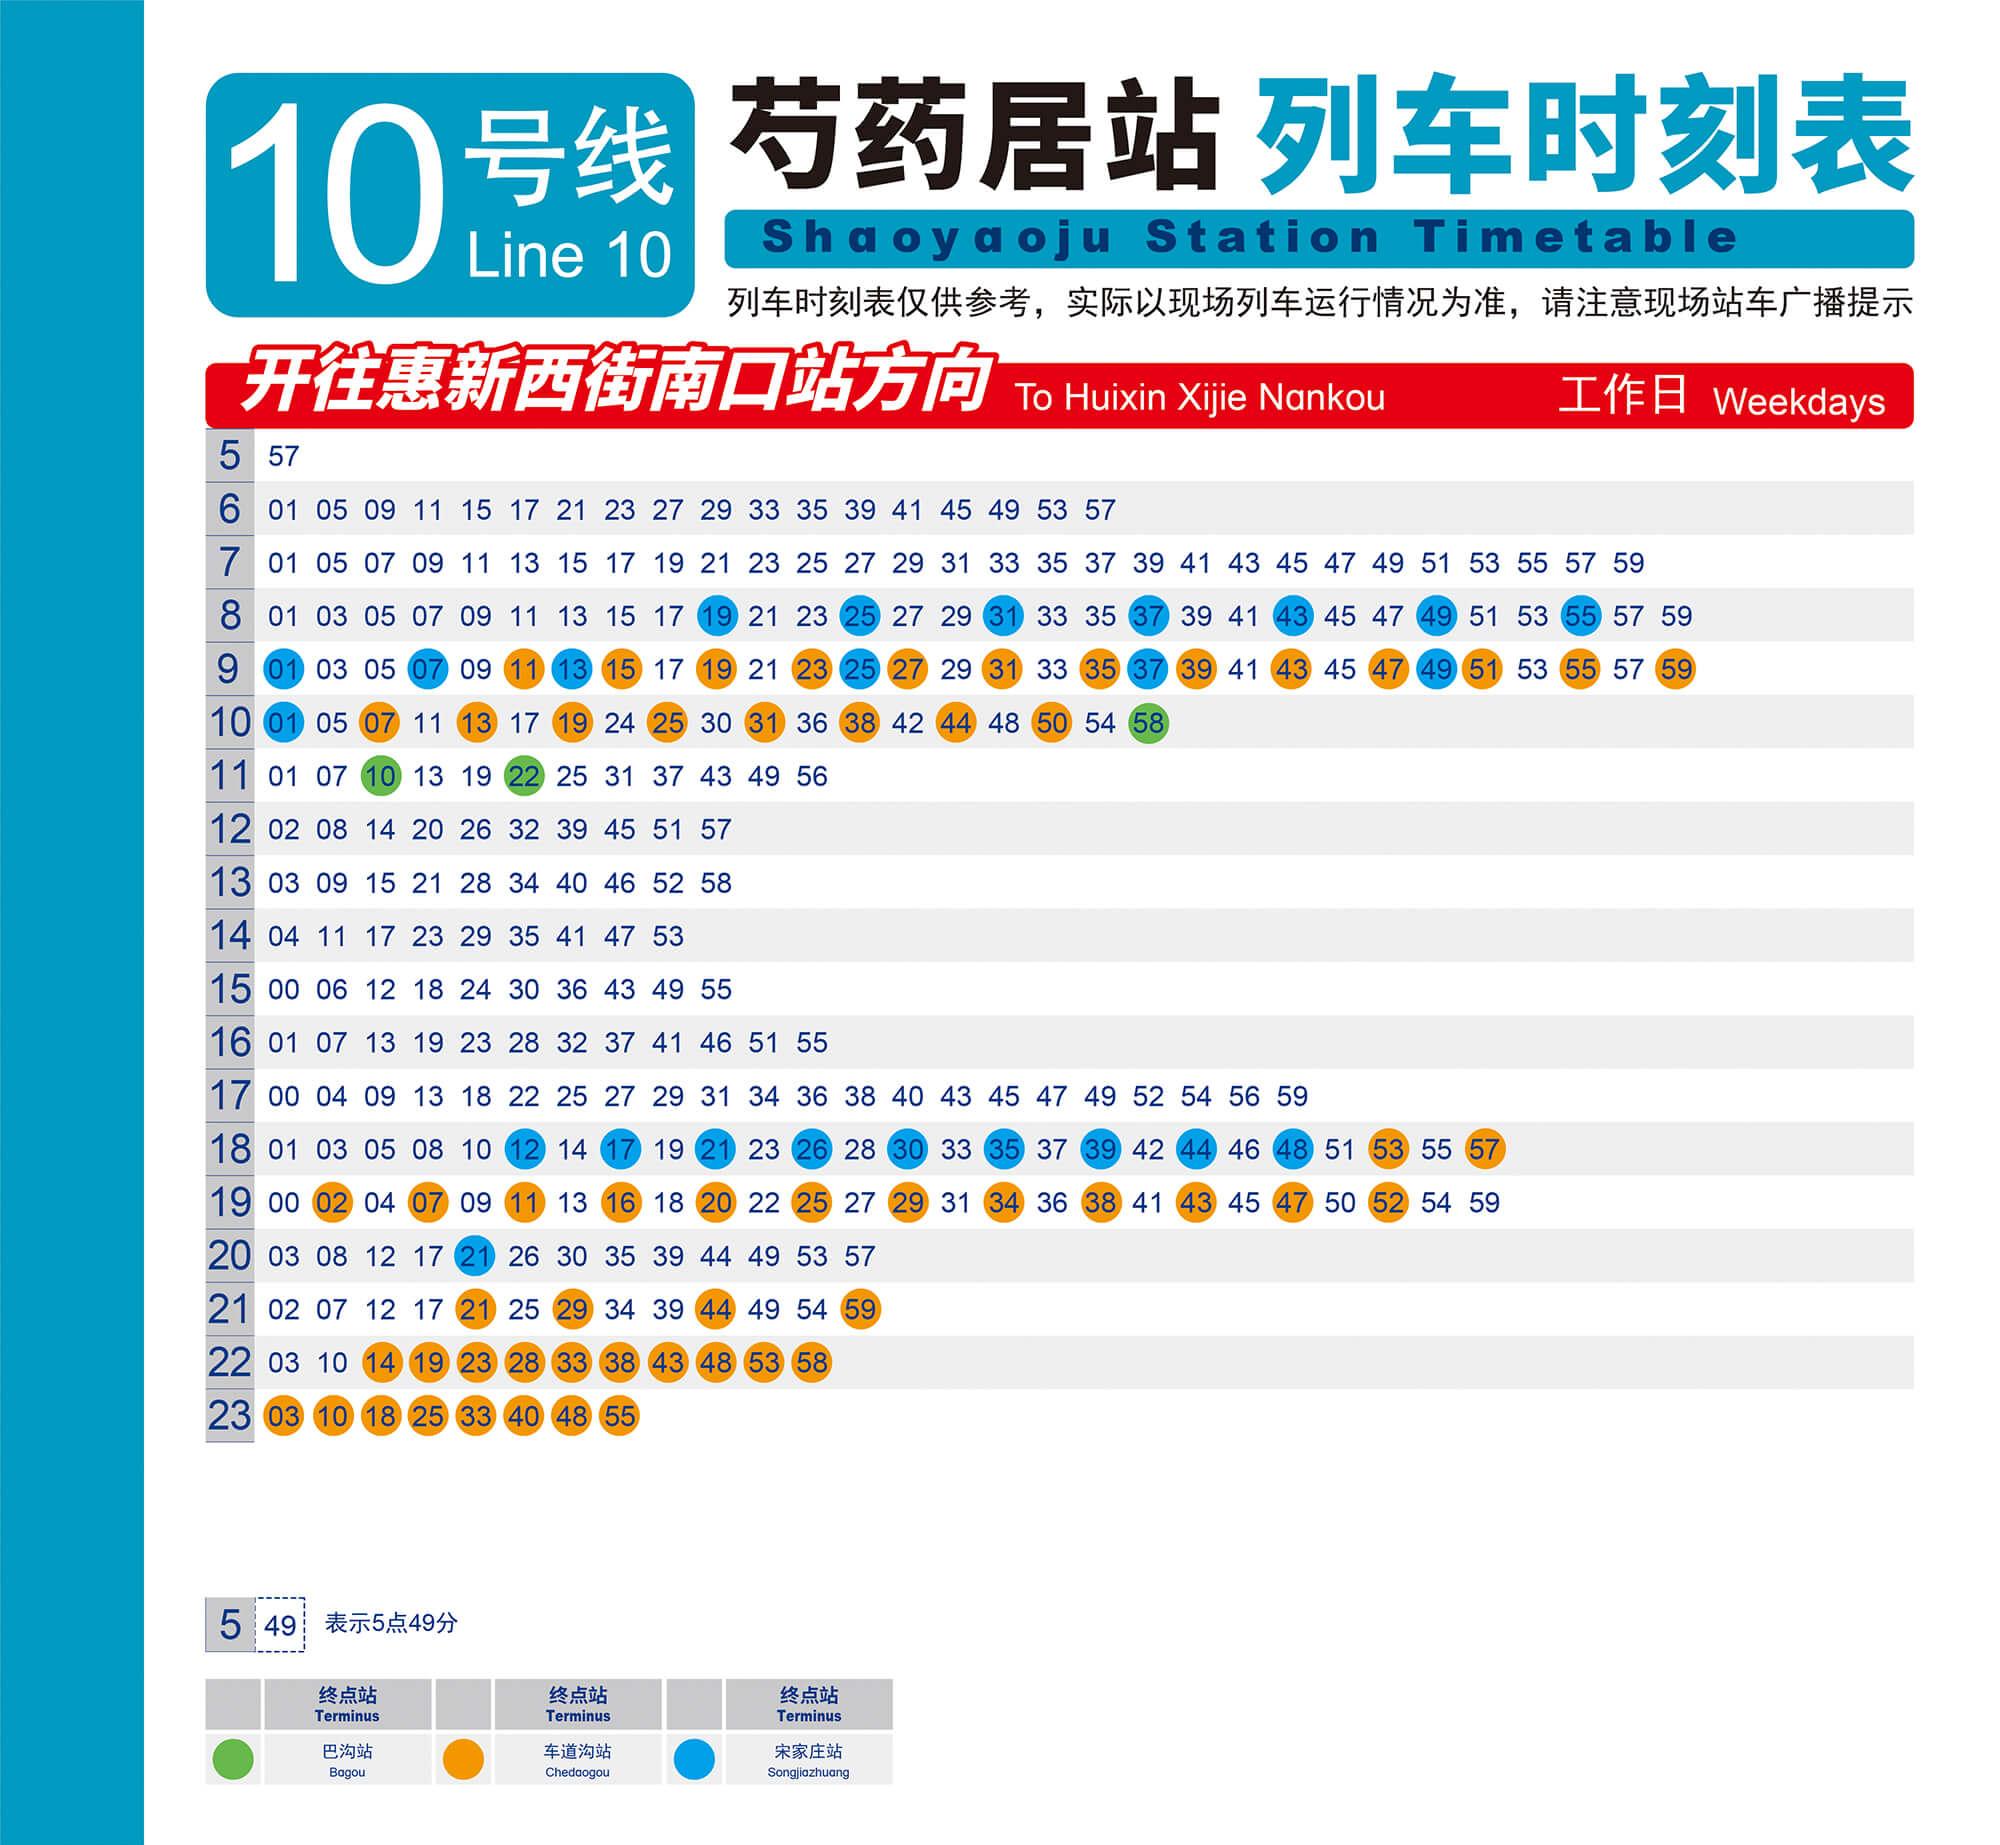 10号线
Line 10
芍药居站 列车时刻表
Shaoyaoju Station Timetable
列车时刻表仅供参考，实际以现场列车运行情况为准，请注意现场站车广播提示
开往惠新西街南口站方向 To Huixin Xijie Nankou 工作日 Weekdays
5 57
6 01 05 09 11 15 17 21 23 27 29 33 35 39 41 45 49 53 57
7 01 05 07 09 11 13 15 17 19 21 23 25 27 29 31 33 35 37 39 41 43 45 47 49 51 53 55 57 59
8 01 03 05 07 09 11 13 15 17 19 21 23 25 27 29 31 33 35 37 39 41 43 45 47 49 51 53 55 57 59
9 01 03 05 07 09 11 13 15 17 19 21 23 25 27 29 31 33 35 37 39 41 43 45 47 49 51 53 55 57 59
10 01 05 07 11 13 17 19 24 25 30 31 36 38 42 44 48 50 54 58
11 01 07 10 13 19 22 25 31 37 43 49 56
12 02 08 14 20 26 32 39 45 51 57
13 03 09 15 21 28 34 40 46 52 58
14 04 11 17 23 29 35 41 47 53
15 00 06 12 18 24 30 36 43 49 55
16 01 07 13 19 23 28 32 37 41 46 51 55
17 00 04 09 13 18 22 25 27 29 31 34 36 38 40 43 45 47 49 52 54 56 59
18 01 03 05 08 10 12 14 17 19 21 23 26 28 30 33 35 37 39 42 44 46 48 51 53 55 57
19 00 02 04 07 09 11 13 16 18 20 22 25 27 29 31 34 36 38 41 43 45 47 50 52 54 59
20 03 08 12 17 21 26 30 35 39 44 49 53 57
21 02 07 12 17 21 25 29 34 39 44 49 54 59
22 03 10 14 19 23 28 33 38 43 48 53 58
23 03 10 18 25 33 40 48 55
5 49 表示5点49分
终点站 终点站 终点站
Terminus Terminus Terminus
巴沟站 车道沟站 宋家庄站
Bagou Chedaogou Songjiazhuang